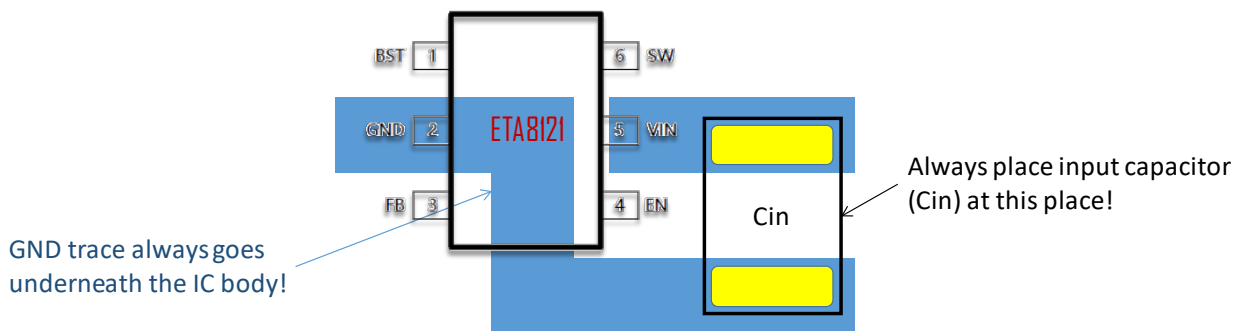 BST 1
6 SW
GND 2
ETA8121
5 VIN
FB 3
4 EN
Cin
Always place input capacitor
(Cin) at this place!
GND trace always goes
underneath the IC body!